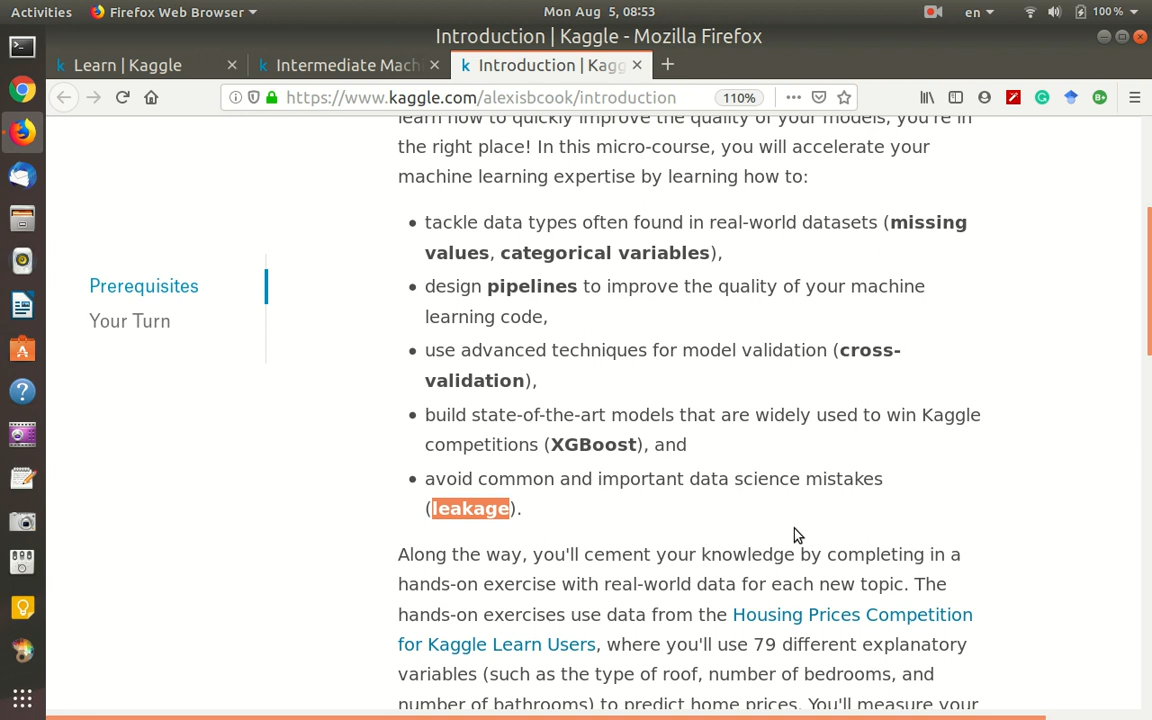 Activities Firefox Web Browser Mon Aug 5, 08:53 en 100%
Introduction | Kaggle - Mozilla Firefox
k Learn | Kaggle k Intermediate Mach k Introduction | Kagg
https://www.kaggle.com/alexisbcook/introduction 110%
learn how to quickly improve the quality of your models, you're in
the right place! In this micro-course, you will accelerate your
machine learning expertise by learning how to:
• tackle data types often found in real-world datasets (missing
values, categorical variables),
Prerequisites
• design pipelines to improve the quality of your machine
learning code,
Your Turn
• use advanced techniques for model validation (cross-
validation),
• build state-of-the-art models that are widely used to win Kaggle
competitions (XGBoost), and
• avoid common and important data science mistakes
(leakage).
Along the way, you'll cement your knowledge by completing in a
hands-on exercise with real-world data for each new topic. The
hands-on exercises use data from the Housing Prices Competition
for Kaggle Learn Users, where you'll use 79 different explanatory
variables (such as the type of roof, number of bedrooms, and
number of bathrooms) to predict home prices. You'll measure your